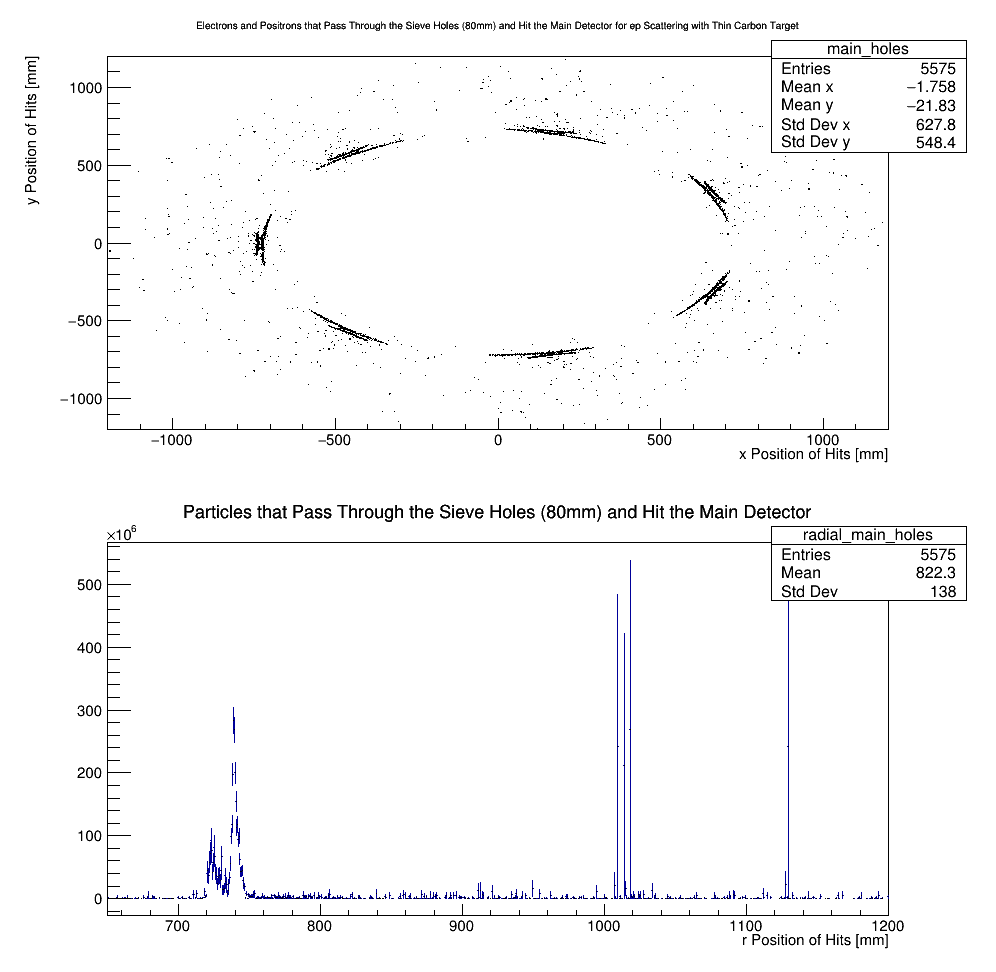 Electrons and Positrons that Pass Through the Sieve Holes (80mm) and Hit the Main Detector for ep Scattering with Thin Carbon Target
main_holes
Entries 5575
Mean x −1.758
Mean y −21.83
Std Dev x 627.8
Std Dev y 548.4
y Position of Hits [mm]
1000
500
0
−500
−1000
−1000 −500 0 500 1000
x Position of Hits [mm]
Particles that Pass Through the Sieve Holes (80mm) and Hit the Main Detector
×10⁶
radial_main_holes
Entries 5575
Mean 822.3
Std Dev 138
500
400
300
200
100
0
700 800 900 1000 1100 1200
r Position of Hits [mm]